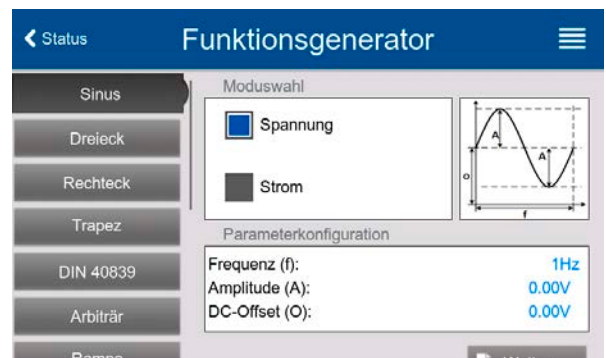 Status
Funktionsgenerator
Sinus
Dreieck
Rechteck
Trapez
DIN 40839
Arbiträr
Rampe
Moduswahl
Spannung
Strom
A
A
o
f
Parameterkonfiguration
Frequenz (f): 1Hz
Amplitude (A): 0.00V
DC-Offset (O): 0.00V